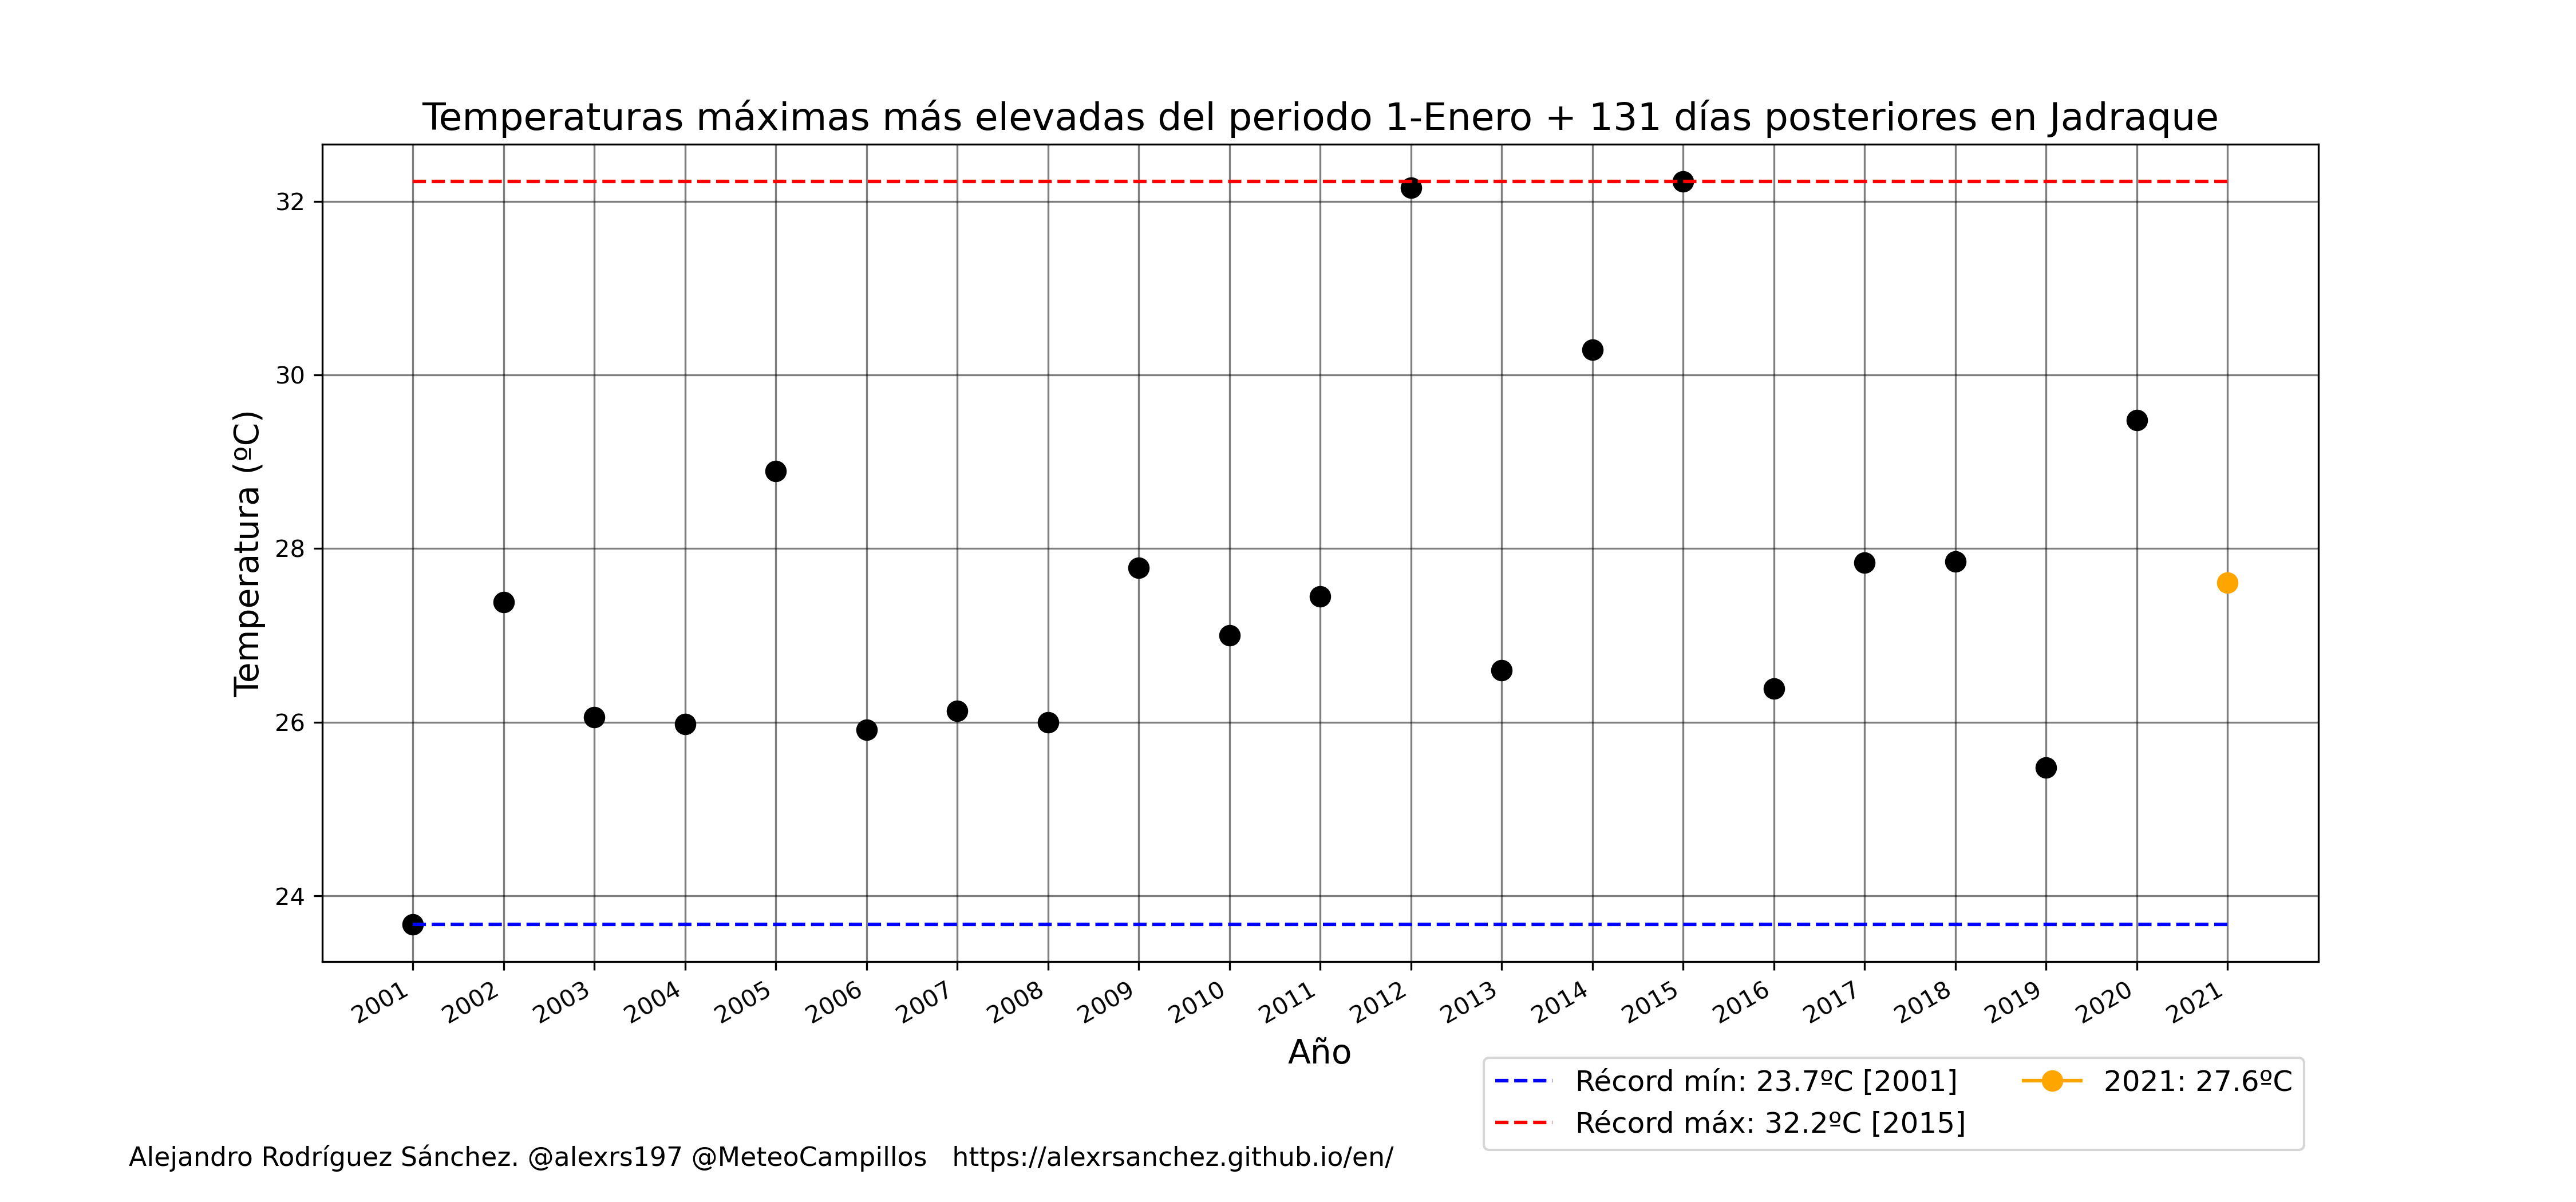 Temperaturas máximas más elevadas del periodo 1-Enero + 131 días posteriores en Jadraque
Temperatura (ºC)
32
30
28
26
24
2001 2002 2003 2004 2005 2006 2007 2008 2009 2010 2011 2012 2013 2014 2015 2016 2017 2018 2019 2020 2021
Año
Récord mín: 23.7ºC [2001]
Récord máx: 32.2ºC [2015]
2021: 27.6ºC
Alejandro Rodríguez Sánchez. @alexrs197 @MeteoCampillos https://alexrsanchez.github.io/en/